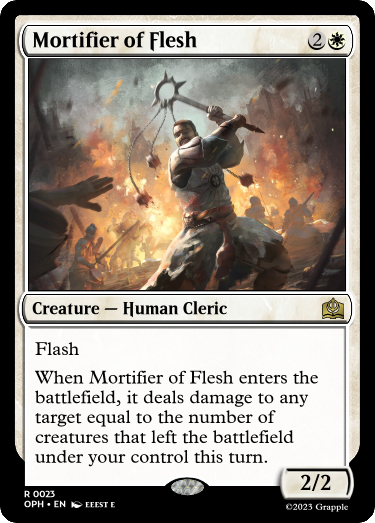 Mortifier of Flesh 2
Creature — Human Cleric
Flash
When Mortifier of Flesh enters the
battlefield, it deals damage to any
target equal to the number of
creatures that left the battlefield
under your control this turn.
2/2
R 0023
OPH • EN EEEST E
©2023 Grapple